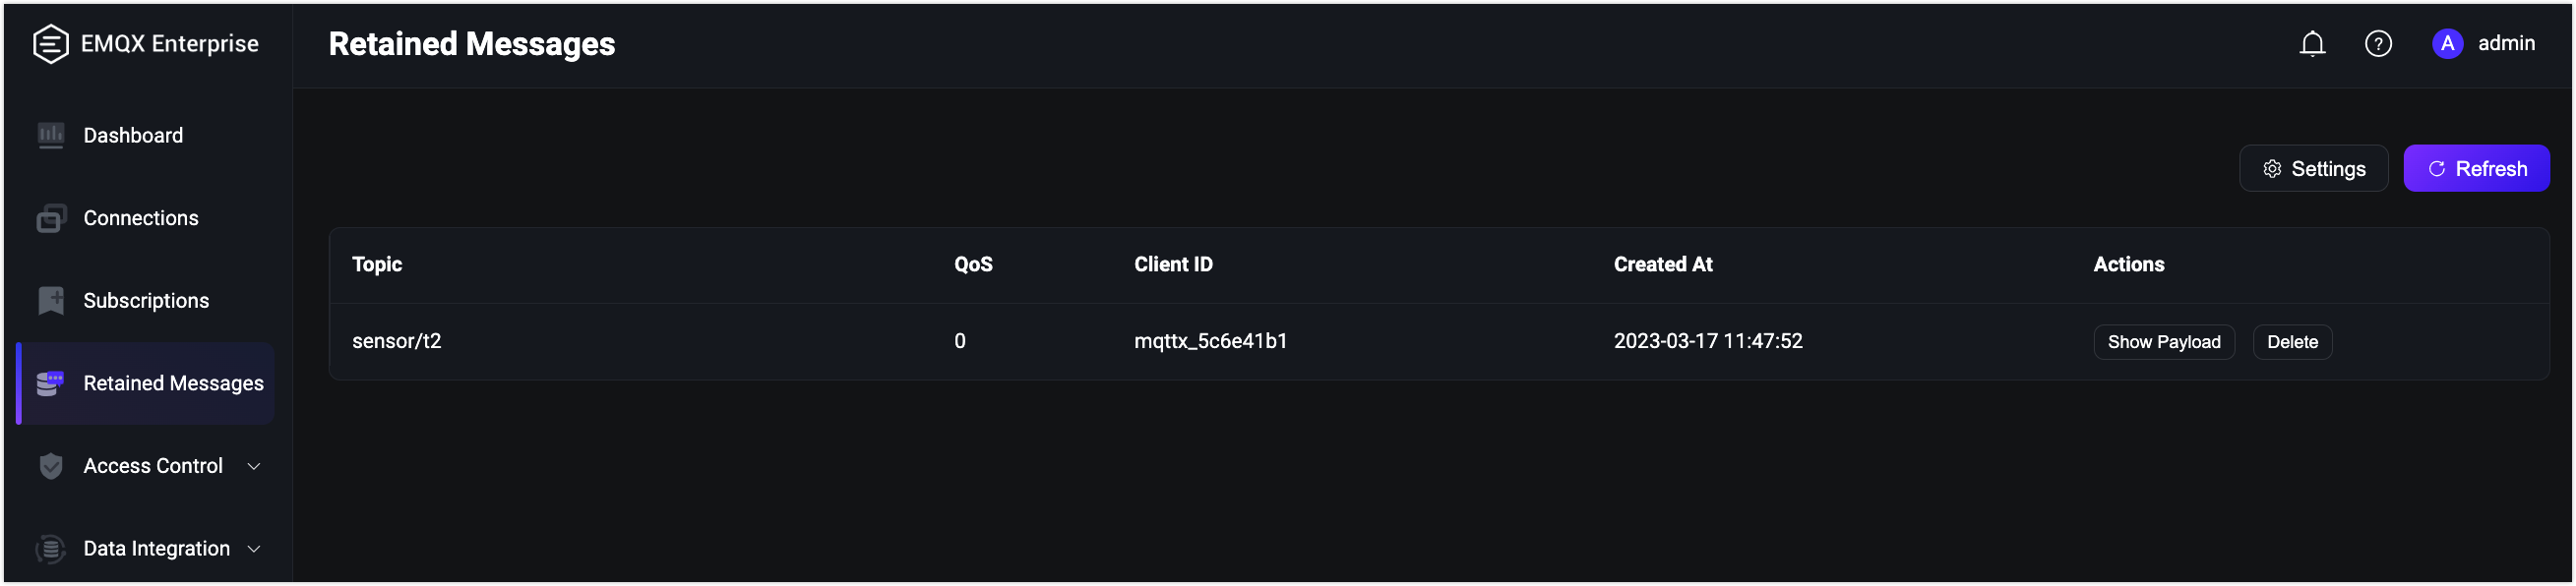 EMQX Enterprise
Retained Messages
?
A
admin
Dashboard
Connections
Subscriptions
Retained Messages
Access Control
Data Integration
Settings
Refresh
Topic QoS Client ID Created At Actions
sensor/t2 0 mqttx_5c6e41b1 2023-03-17 11:47:52 Show Payload Delete